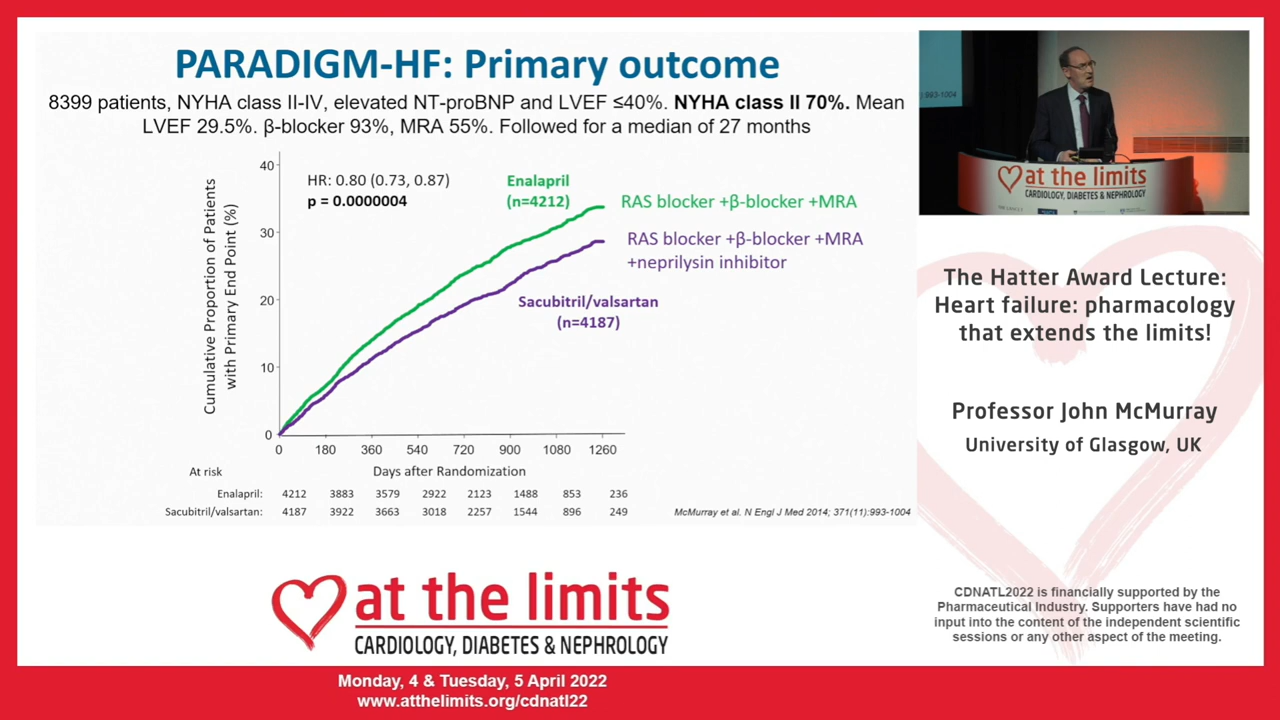 PARADIGM-HF: Primary outcome
8399 patients, NYHA class II-IV, elevated NT-proBNP and LVEF ≤40%. NYHA class II 70%. Mean
LVEF 29.5%. β-blocker 93%, MRA 55%. Followed for a median of 27 months
Cumulative Proportion of Patients
with Primary End Point (%)
40
30
20
10
0
HR: 0.80 (0.73, 0.87)
p = 0.0000004
Enalapril
(n=4212)
RAS blocker +β-blocker +MRA
RAS blocker +β-blocker +MRA
+neprilysin inhibitor
Sacubitril/valsartan
(n=4187)
0 180 360 540 720 900 1080 1260
At risk
Days after Randomization
Enalapril: 4212 3883 3579 2922 2123 1488 853 236
Sacubitril/valsartan: 4187 3922 3663 3018 2257 1544 896 249
McMurray et al. N Engl J Med 2014; 371(11):993-1004
:993-1004
at the limits
CARDIOLOGY, DIABETES & NEPHROLOGY
The Hatter Award Lecture:
Heart failure: pharmacology
that extends the limits!
Professor John McMurray
University of Glasgow, UK
CDNATL2022 is financially supported by the
Pharmaceutical Industry. Supporters have had no
input into the content of the independent scientific
sessions or any other aspect of the meeting.
at the limits
CARDIOLOGY, DIABETES & NEPHROLOGY
Monday, 4 & Tuesday, 5 April 2022
www.atthelimits.org/cdnatl22